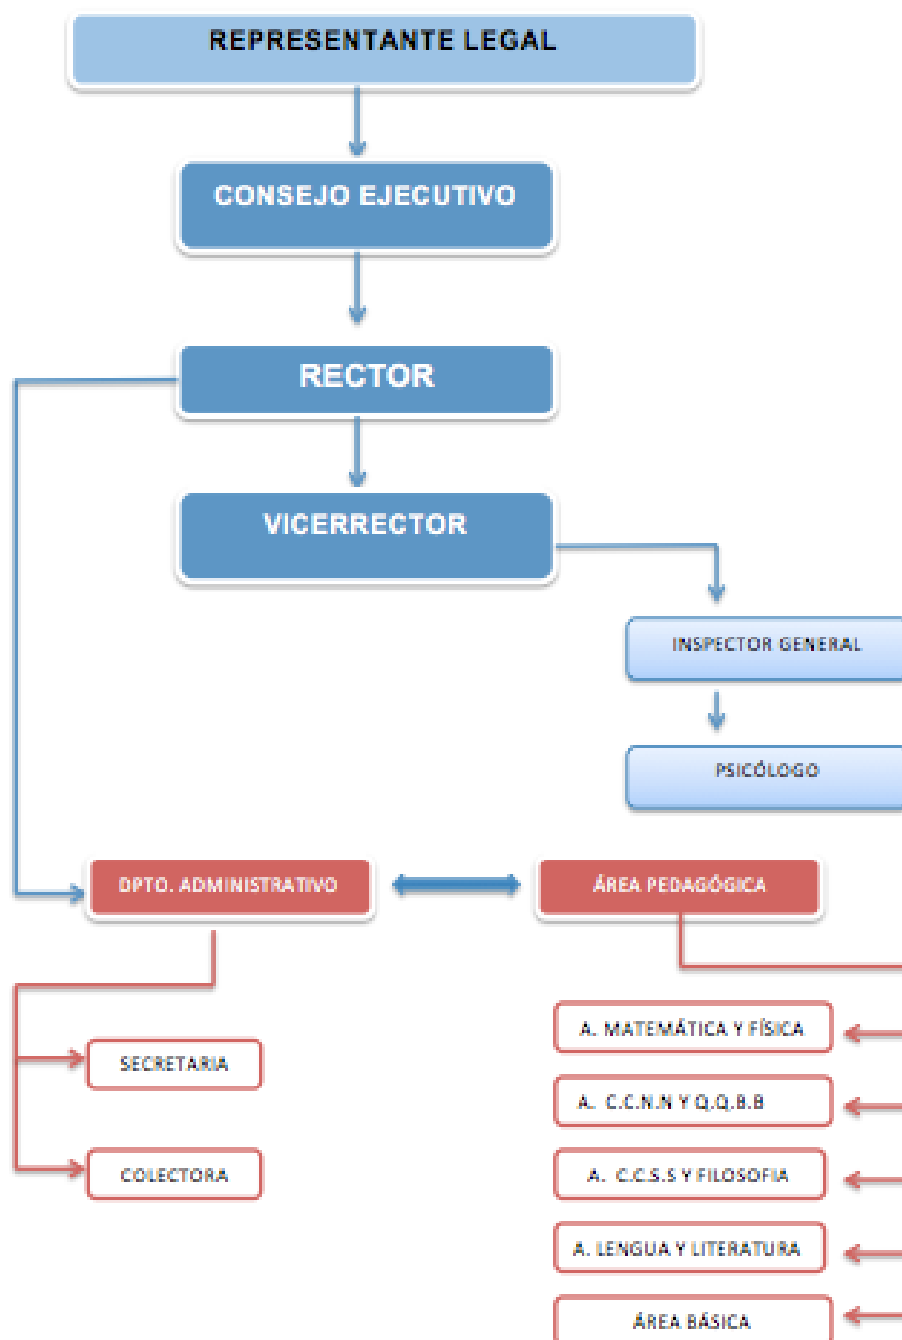 REPRESENTANTE LEGAL
CONSEJO EJECUTIVO
RECTOR
VICERRECTOR
INSPECTOR GENERAL
PSICÓLOGO
DPTO. ADMINISTRATIVO
ÁREA PEDAGÓGICA
SECRETARIA
COLECTORA
A. MATEMÁTICA Y FÍSICA
A. C.C.N.N Y Q.Q.B.B
A. C.C.S.S Y FILOSOFIA
A. LENGUA Y LITERATURA
ÁREA BÁSICA